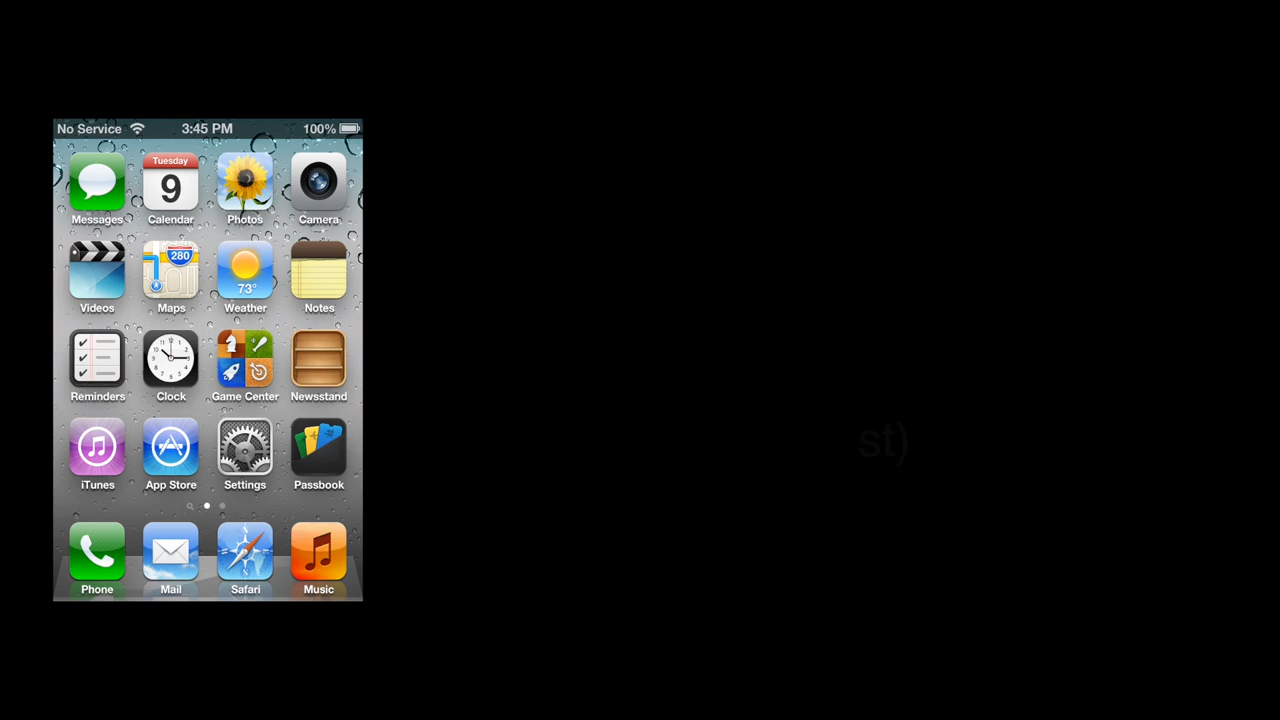 No Service 3:45 PM 100%
Tuesday
9
Messages Calendar Photos Camera
280
73°
Videos Maps Weather Notes
Reminders Clock Game Center Newsstand
iTunes App Store Settings Passbook
st)
Phone Mail Safari Music